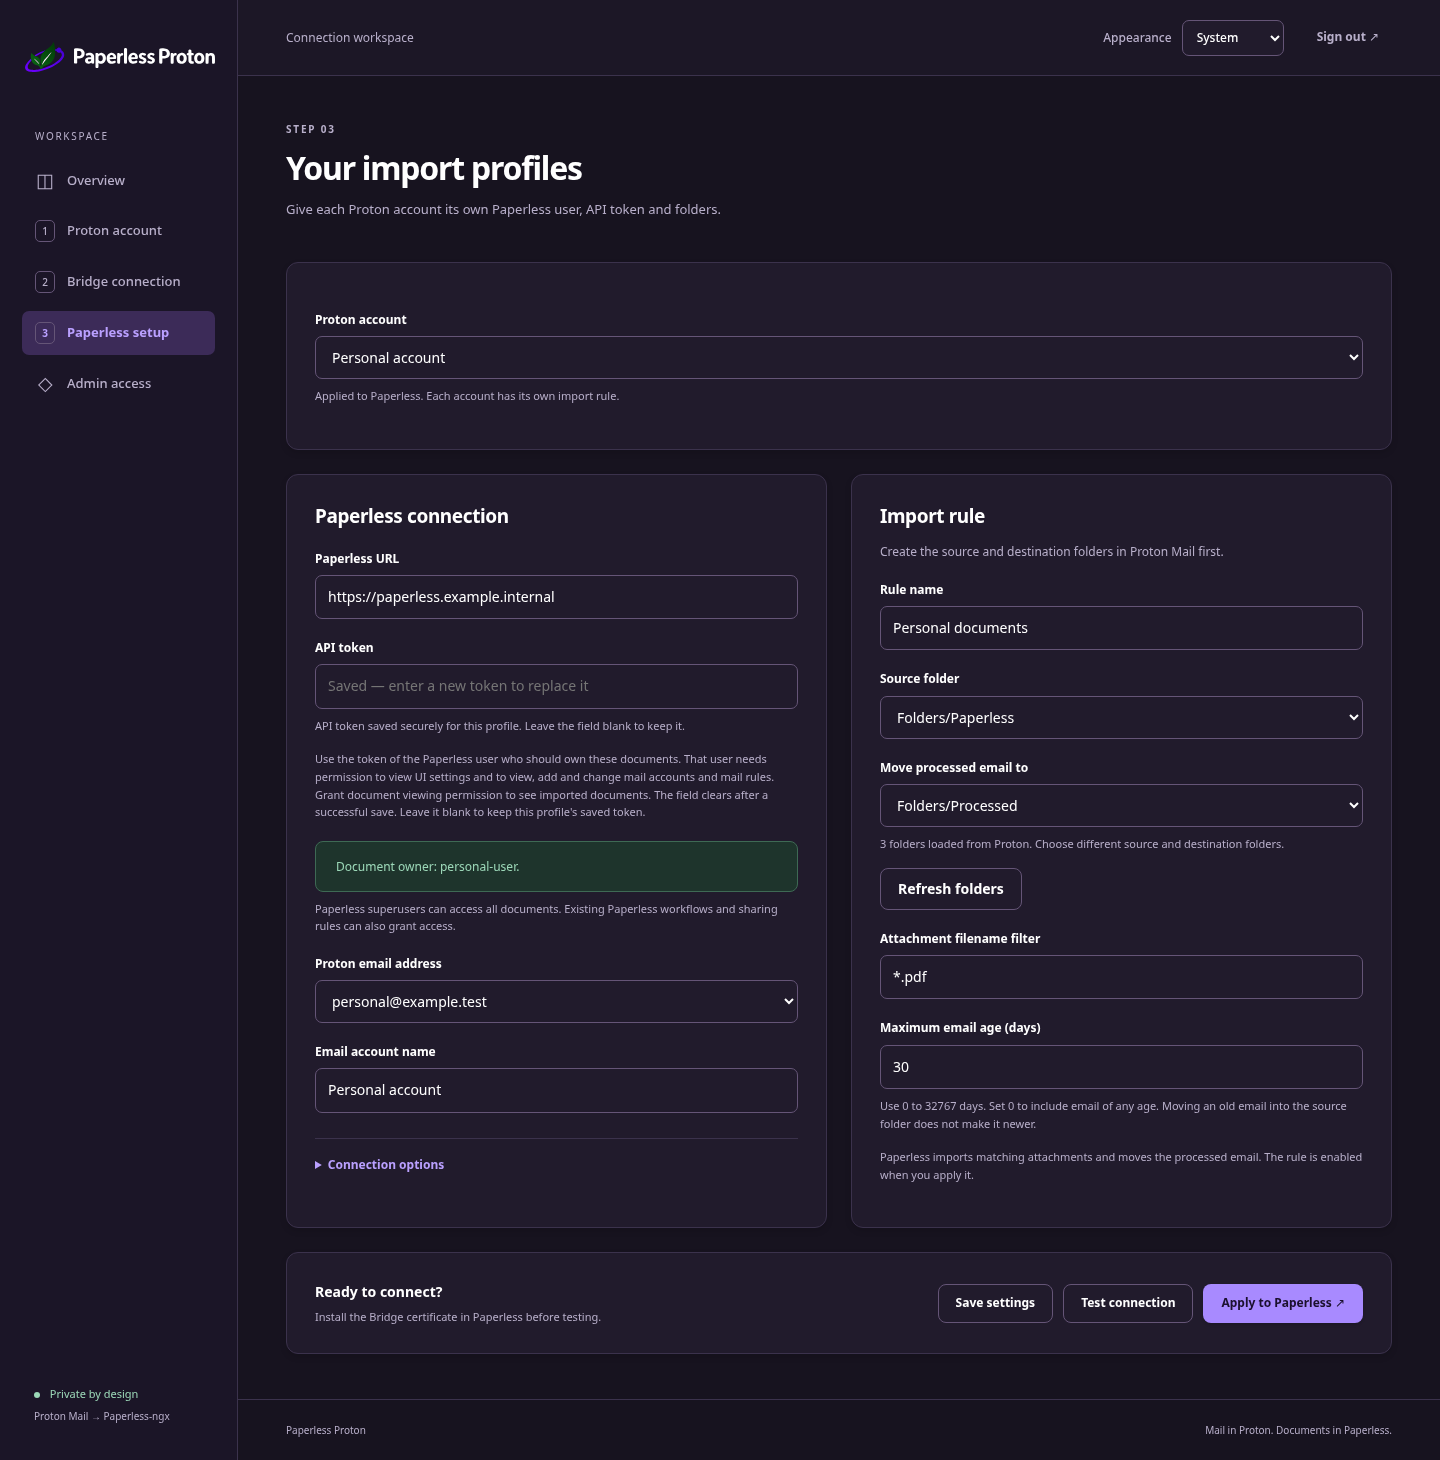 Paperless Proton
WORKSPACE
Overview
1 Proton account
2 Bridge connection
3 Paperless setup
Admin access
Private by design
Proton Mail → Paperless-ngx
Connection workspace
Appearance System Sign out ↗
STEP 03
Your import profiles
Give each Proton account its own Paperless user, API token and folders.
Proton account
Personal account
Applied to Paperless. Each account has its own import rule.
Paperless connection
Paperless URL
https://paperless.example.internal
API token
Saved — enter a new token to replace it
API token saved securely for this profile. Leave the field blank to keep it.
Use the token of the Paperless user who should own these documents. That user needs
permission to view UI settings and to view, add and change mail accounts and mail rules.
Grant document viewing permission to see imported documents. The field clears after a
successful save. Leave it blank to keep this profile's saved token.
Document owner: personal-user.
Paperless superusers can access all documents. Existing Paperless workflows and sharing
rules can also grant access.
Proton email address
personal@example.test
Email account name
Personal account
Connection options
Import rule
Create the source and destination folders in Proton Mail first.
Rule name
Personal documents
Source folder
Folders/Paperless
Move processed email to
Folders/Processed
3 folders loaded from Proton. Choose different source and destination folders.
Refresh folders
Attachment filename filter
*.pdf
Maximum email age (days)
30
Use 0 to 32767 days. Set 0 to include email of any age. Moving an old email into the source
folder does not make it newer.
Paperless imports matching attachments and moves the processed email. The rule is enabled
when you apply it.
Ready to connect?
Install the Bridge certificate in Paperless before testing.
Save settings Test connection Apply to Paperless ↗
Paperless Proton
Mail in Proton. Documents in Paperless.